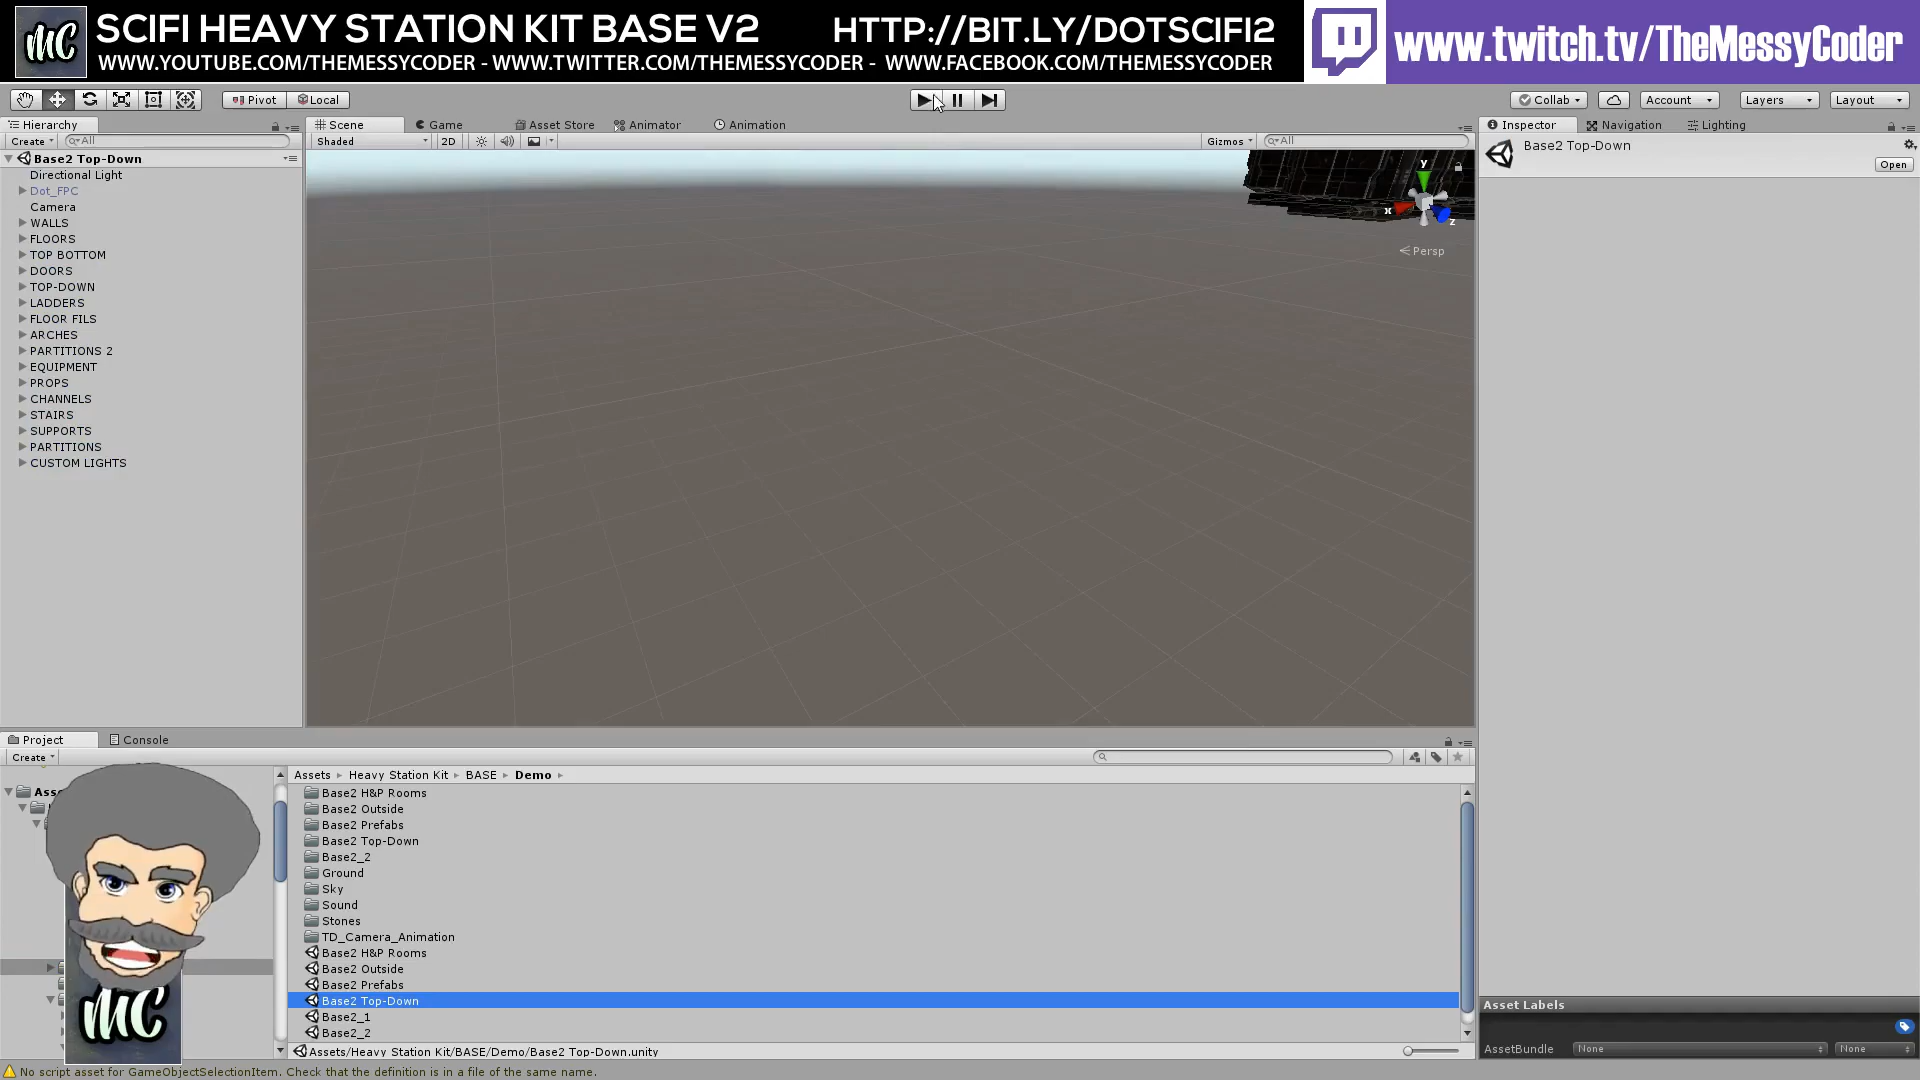 MC
SCIFI HEAVY STATION KIT BASE V2
HTTP://BIT.LY/DOTSCIFI2
WWW.YOUTUBE.COM/THEMESSYCODER - WWW.TWITTER.COM/THEMESSYCODER - WWW.FACEBOOK.COM/THEMESSYCODER
www.twitch.tv/TheMessyCoder
Pivot
Local
Collab
Account
Layers
Layout
Hierarchy
Scene
Game
Asset Store
Animator
Animation
Inspector
Navigation
Lighting
Create
All
Shaded
2D
Gizmos
All
Base2 Top-Down
Open
Base2 Top-Down
Directional Light
Dot_FPC
Camera
WALLS
FLOORS
TOP BOTTOM
DOORS
TOP-DOWN
LADDERS
FLOOR FILS
ARCHES
PARTITIONS 2
EQUIPMENT
PROPS
CHANNELS
STAIRS
SUPPORTS
PARTITIONS
CUSTOM LIGHTS
y
x
z
Persp
Project
Console
Create
Assets
Heavy Station Kit
BASE
Demo
Ass
Base2 H&P Rooms
Base2 Outside
Base2 Prefabs
Base2 Top-Down
Base2_2
Ground
Sky
Sound
Stones
TD_Camera_Animation
Base2 H&P Rooms
Base2 Outside
Base2 Prefabs
Base2 Top-Down
Base2_1
Base2_2
MC
Assets/Heavy Station Kit/BASE/Demo/Base2 Top-Down.unity
Asset Labels
AssetBundle
None
None
No script asset for GameObjectSelectionItem. Check that the definition is in a file of the same name.